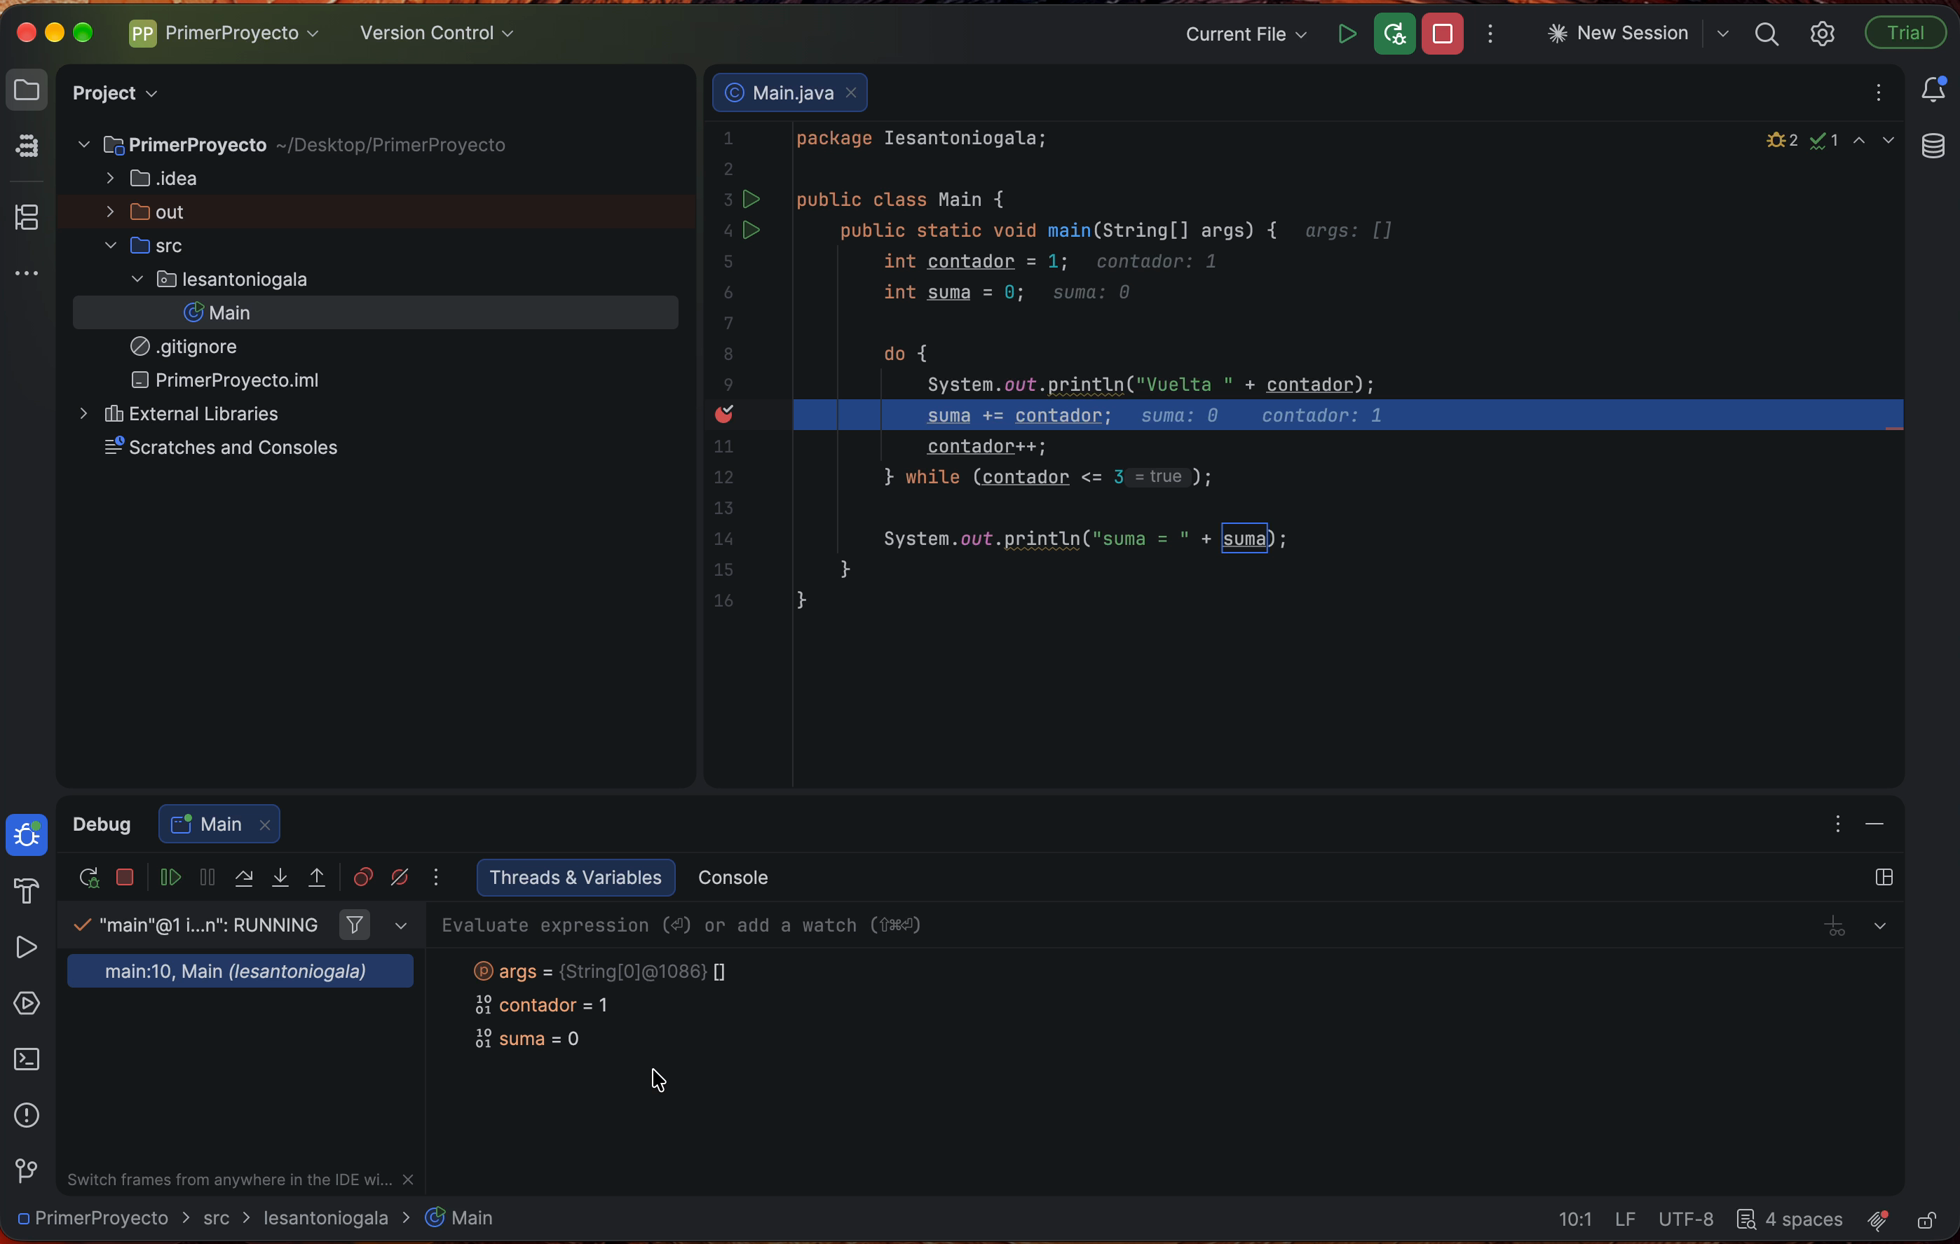 PP PrimerProyecto Version Control Current File New Session Trial
Project
PrimerProyecto ~/Desktop/PrimerProyecto
.idea
out
src
Iesantoniogala
Main
.gitignore
PrimerProyecto.iml
External Libraries
Scratches and Consoles
Main.java
2 1
1 package Iesantoniogala;
2
3 public class Main {
4 public static void main(String[] args) { args: []
5 int contador = 1; contador: 1
6 int suma = 0; suma: 0
7
8 do {
9 System.out.println("Vuelta " + contador);
suma += contador; suma: 0 contador: 1
11 contador++;
12 } while (contador <= 3 = true );
13
14 System.out.println("suma = " + suma);
15 }
16 }
Debug Main
Threads & Variables Console
"main"@1 i...n": RUNNING
Evaluate expression (⏎) or add a watch (⇧⌘⏎)
main:10, Main (Iesantoniogala)
args = {String[0]@1086} []
contador = 1
suma = 0
Switch frames from anywhere in the IDE wi...
PrimerProyecto > src > Iesantoniogala > Main 10:1 LF UTF-8 4 spaces